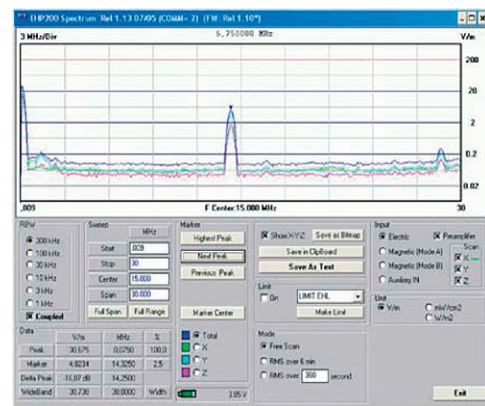 EHP200 Spectrum Rel 1.13 07/05 (COMM= 2) (FW: Rel 1.10*)
3 MHz/Div
6,750000 MHz
V/m
200
20
2
0.2
0.02
,009
F Center:15.000 MHz
30
RBW
300 kHz
100 kHz
30 kHz
10 kHz
3 kHz
1 kHz
Coupled
Sweep
MHz
Start ,009
Stop 30
Center 15.000
Span 30.000
Full Span Full Range
Marker
Highest Peak
Next Peak
Previous Peak
Marker Center
Show X-Y-Z Save as Bitmap
Save in ClipBoard
Save As Text
Limit
On LIMIT EHL
Make Limit
Input
Electric Preamplifier
Magnetic (Mode A)
Magnetic (Mode B)
Auxiliary IN
Scan
X
Y
Z
Unit
V/m mW/cm2
W/m2
Data
V/m MHz %
Peak 30.675 0,0750 100,0
Marker 4.8234 14,3250 2.5
Delta Peak -16,07 dB 14,2500
WideBand 30.730 30,0000 Width
Total
X
Y
Z
3.05 V
Mode
Free Scan
RMS over 6 min
RMS over 360 second
Exit